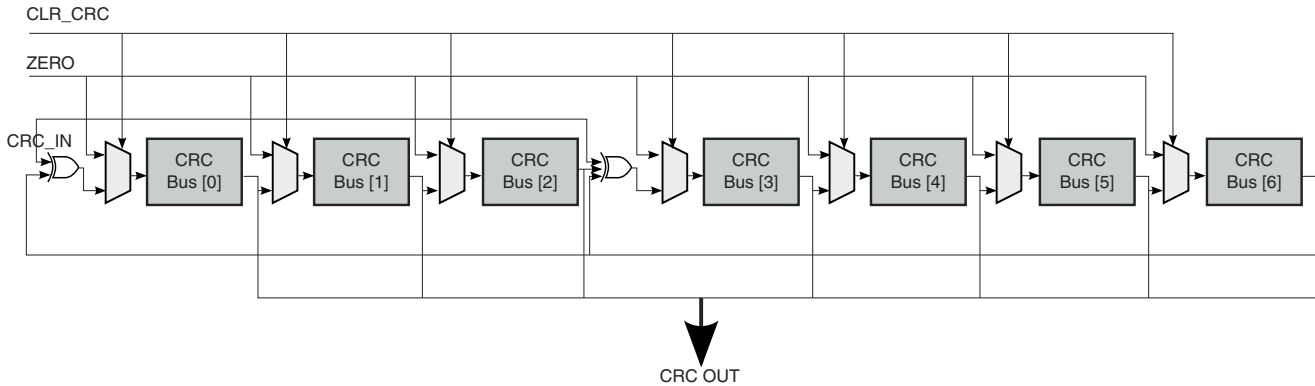 CLR_CRC
ZERO
CRC_IN
CRC
Bus [0]
CRC
Bus [1]
CRC
Bus [2]
CRC
Bus [3]
CRC
Bus [4]
CRC
Bus [5]
CRC
Bus [6]
CRC OUT